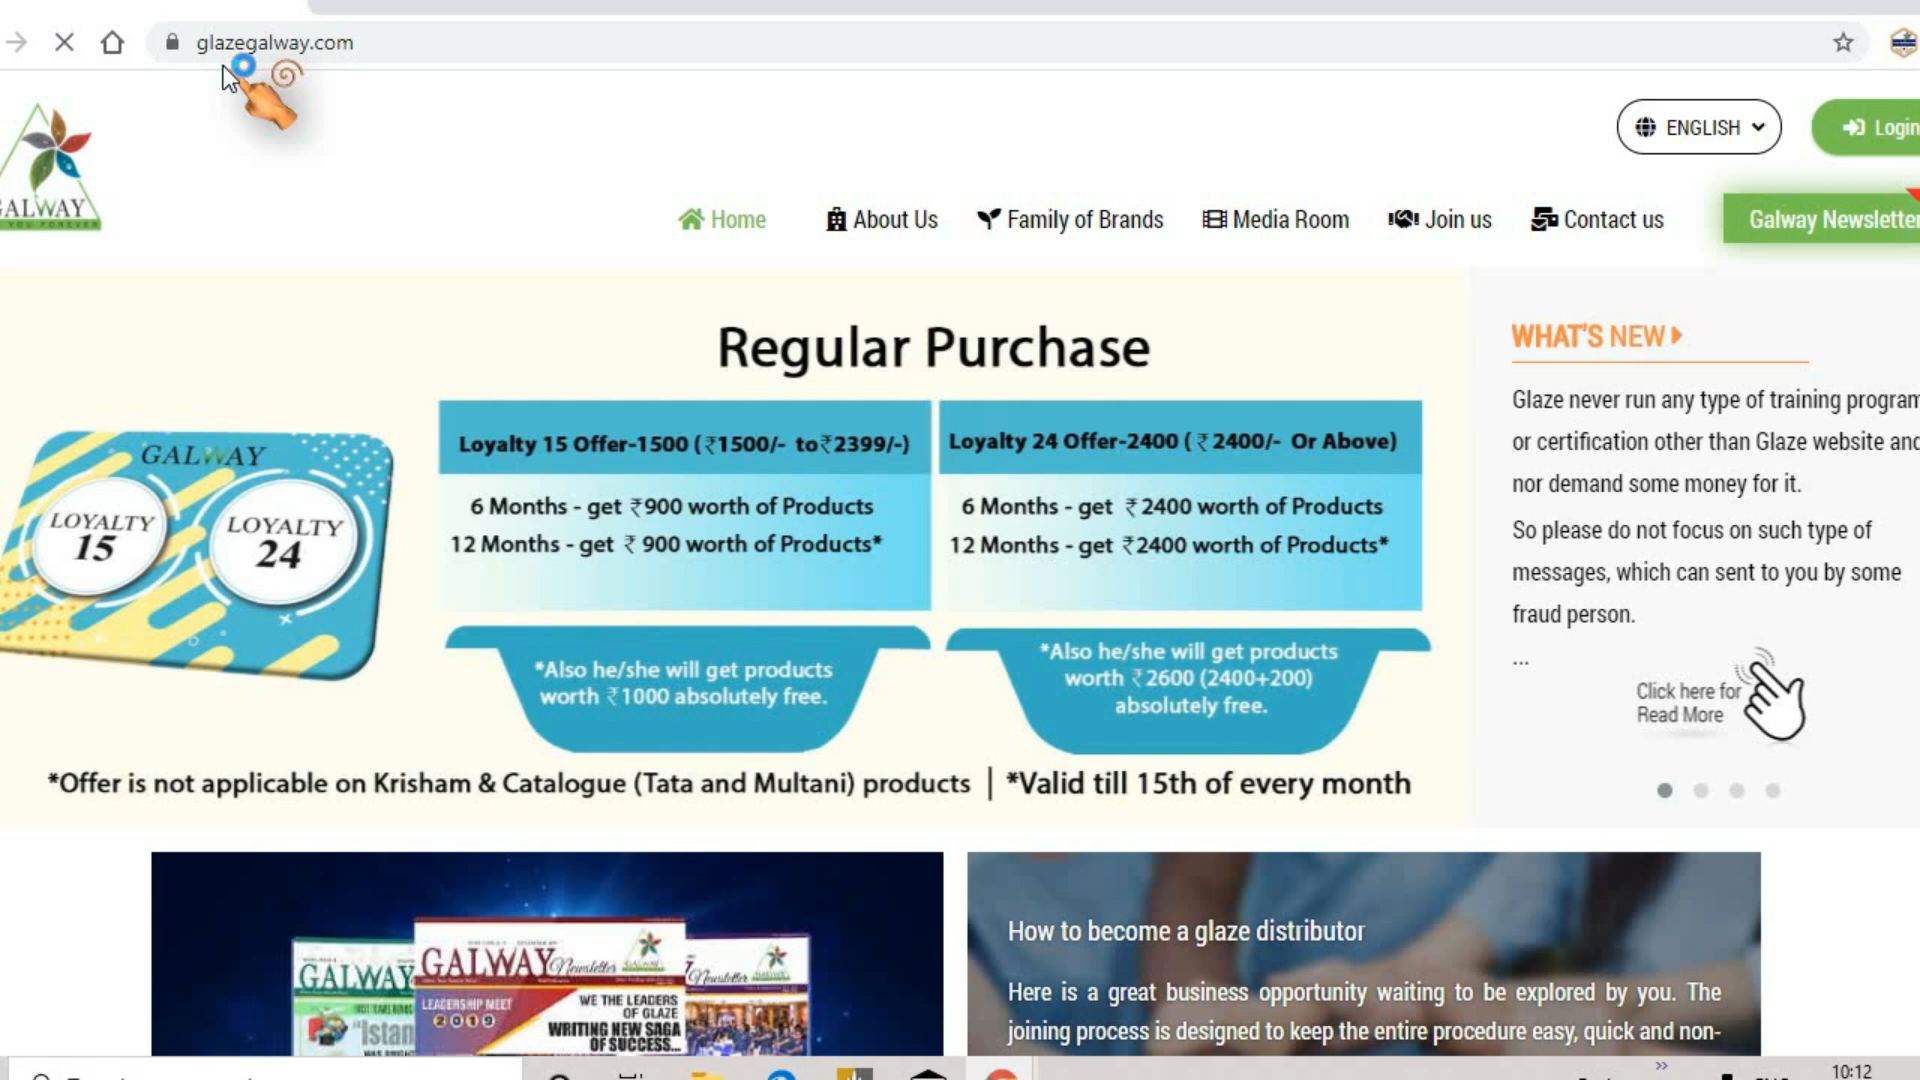 glazegalway.com
ENGLISH
Login
GALWAY
YOU FOREVER
Home
About Us
Family of Brands
Media Room
Join us
Contact us
Galway Newsletter
Regular Purchase
GALWAY
LOYALTY
15
LOYALTY
24
Loyalty 15 Offer-1500 (₹1500/- to₹2399/-)
6 Months - get ₹900 worth of Products
12 Months - get ₹ 900 worth of Products*
*Also he/she will get products
worth ₹1000 absolutely free.
Loyalty 24 Offer-2400 ( ₹ 2400/- Or Above)
6 Months - get ₹2400 worth of Products
12 Months - get ₹2400 worth of Products*
*Also he/she will get products
worth ₹2600 (2400+200)
absolutely free.
*Offer is not applicable on Krisham & Catalogue (Tata and Multani) products | *Valid till 15th of every month
WHAT'S NEW
Glaze never run any type of training program
or certification other than Glaze website and
nor demand some money for it.
So please do not focus on such type of
messages, which can sent to you by some
fraud person.
...
Click here for
Read More
GALWAY
GALWAY Newsletter
Newsletter
LEADERSHIP MEET
2019
WE THE LEADERS
OF GLAZE
WRITING NEW SAGA
OF SUCCESS...
How to become a glaze distributor
Here is a great business opportunity waiting to be explored by you. The
joining process is designed to keep the entire procedure easy, quick and non-
10:12